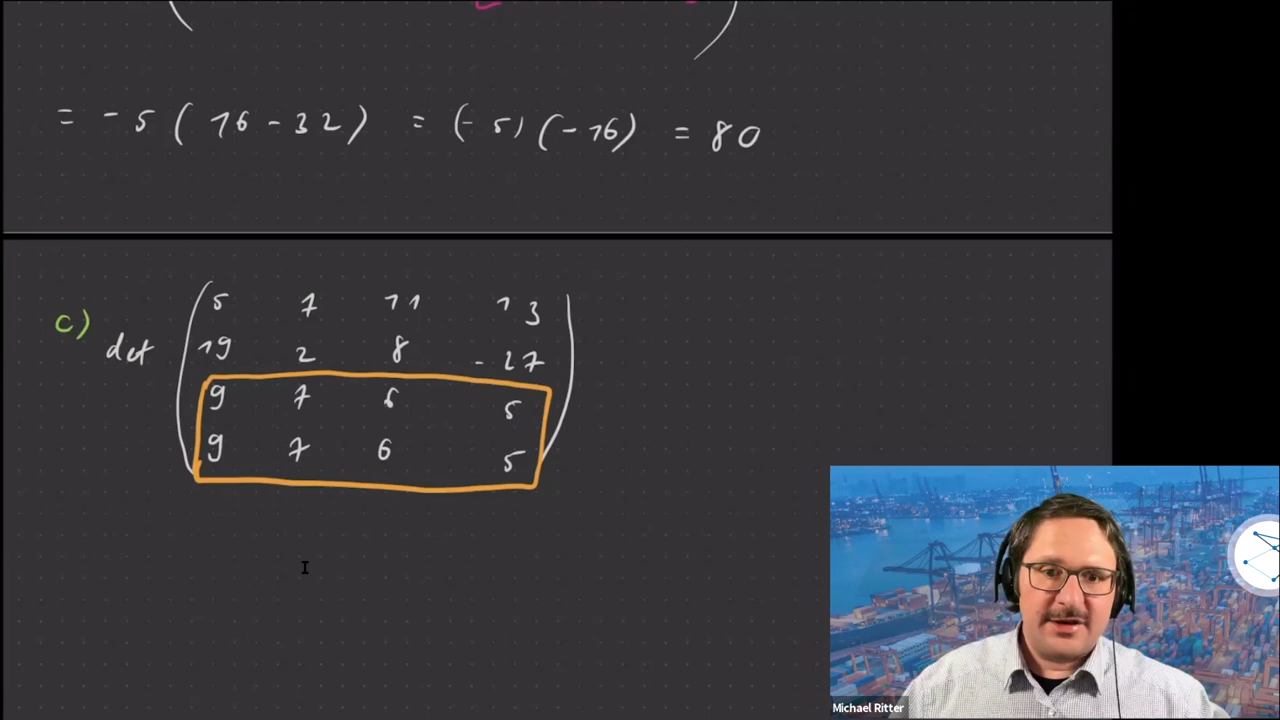 = - 5 ( 16 - 32 ) = ( - 5 ) ( - 16 ) = 80
c) det
5 7 11 13
19 2 8 - 27
9 7 6 5
9 7 6 5
Michael Ritter